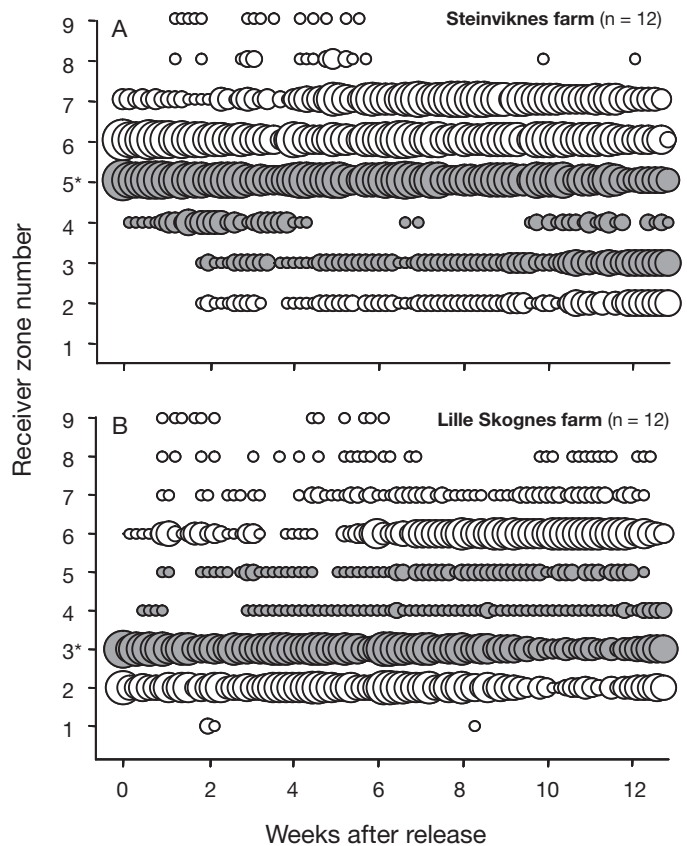 A
Steinviknes farm (n = 12)
9
8
7
6
5*
4
3
2
1
Receiver zone number
B
Lille Skognes farm (n = 12)
9
8
7
6
5
4
3*
2
1
0 2 4 6 8 10 12
Weeks after release